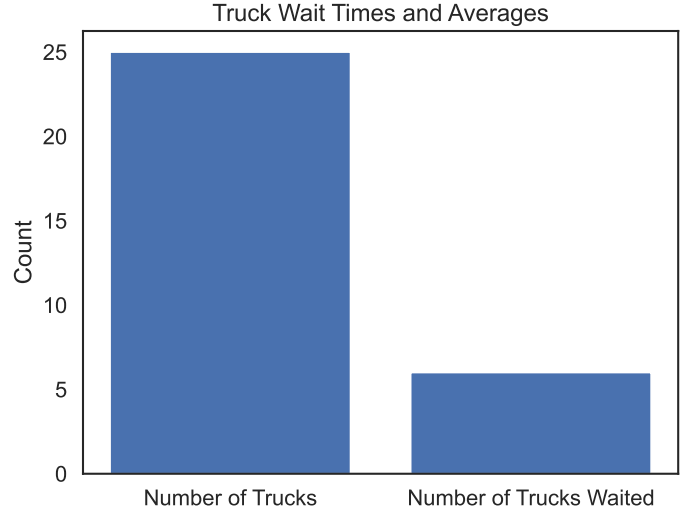 Truck Wait Times and Averages
Count
25
20
15
10
5
0
Number of Trucks
Number of Trucks Waited